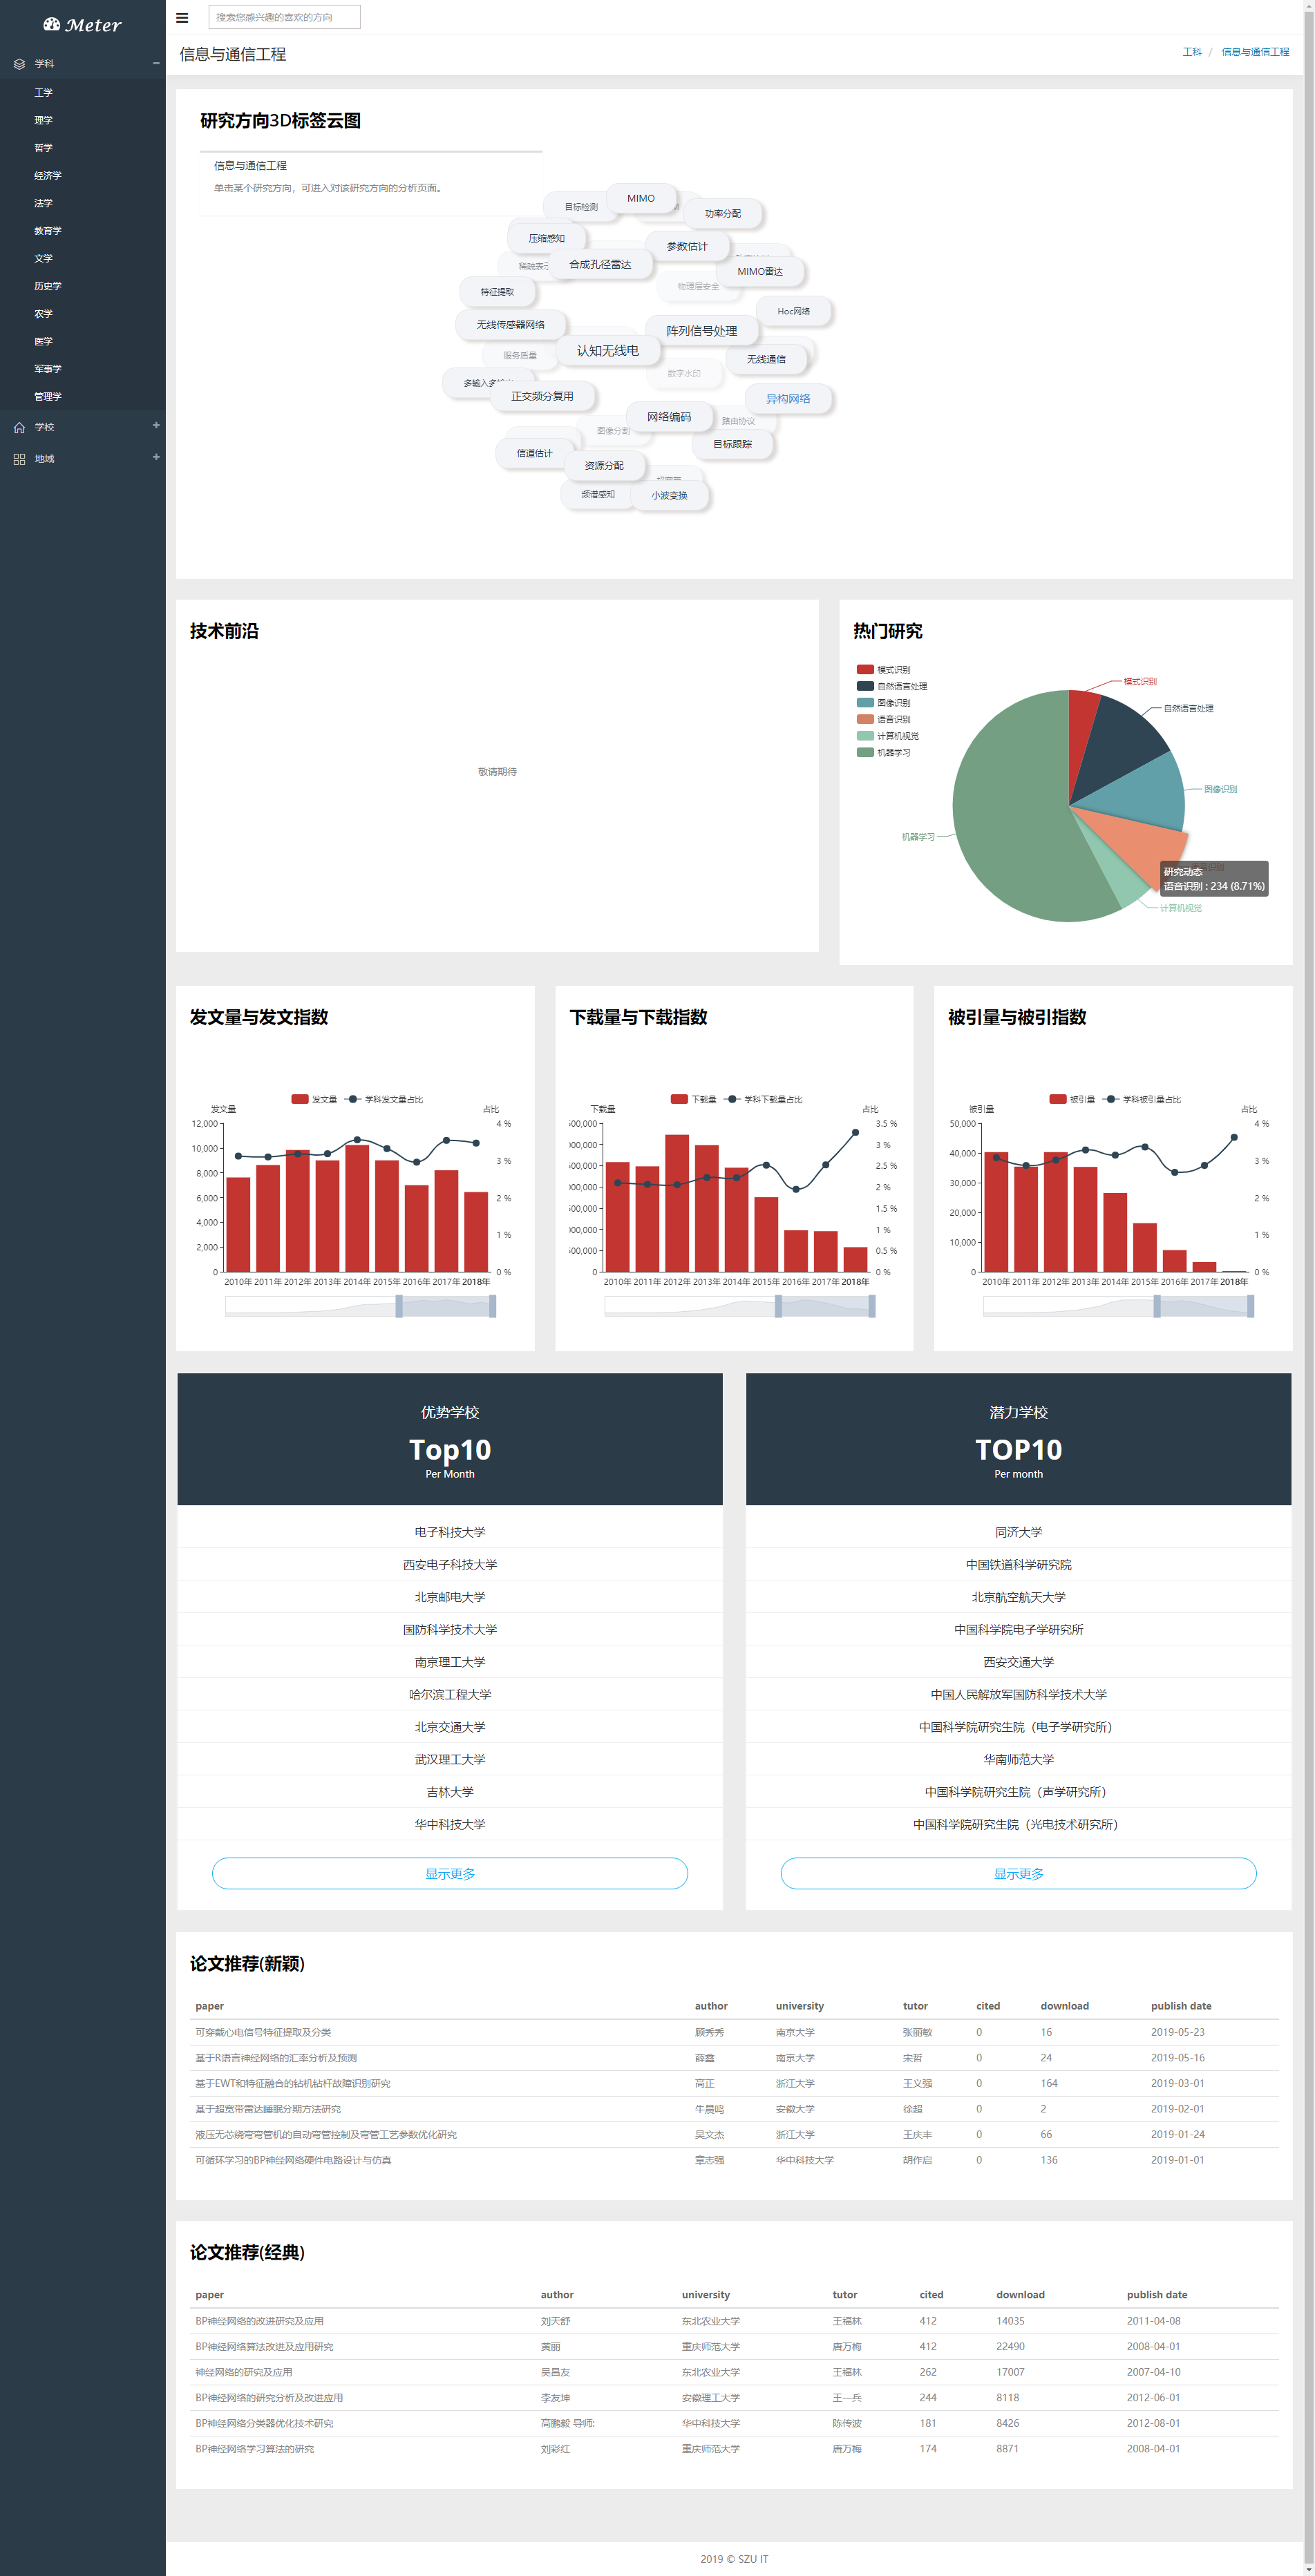 Meter
搜索您感兴趣的喜欢的方向
学科
工学
理学
哲学
经济学
法学
教育学
文学
历史学
农学
医学
军事学
管理学
学校
地域
信息与通信工程
工科 / 信息与通信工程
研究方向3D标签云图
信息与通信工程
单击某个研究方向，可进入对该研究方向的分析页面。
MIMO
目标检测
功率分配
压缩感知
参数估计
稀疏表示
合成孔径雷达
MIMO雷达
物理层安全
特征提取
Hoc网络
无线传感器网络
阵列信号处理
认知无线电
服务质量
无线通信
数字水印
多输入多
正交频分复用
异构网络
网络编码
路由协议
图像分割
目标跟踪
信道估计
资源分配
频谱感知
小波变换
技术前沿
敬请期待
热门研究
模式识别
自然语言处理
图像识别
语音识别
计算机视觉
机器学习
模式识别
自然语言处理
图像识别
机器学习
研究动态
语音识别 : 234 (8.71%)
计算机视觉
发文量与发文指数
发文量 学科发文量占比
发文量 占比
12,000 4 %
10,000
3 %
8,000
6,000 2 %
4,000
1 %
2,000
0 0 %
2010年 2011年 2012年 2013年 2014年 2015年 2016年 2017年 2018年
下载量与下载指数
下载量 学科下载量占比
下载量 占比
00,000 3.5 %
00,000 3 %
00,000 2.5 %
00,000 2 %
00,000 1.5 %
00,000 1 %
00,000 0.5 %
0 0 %
2010年 2011年 2012年 2013年 2014年 2015年 2016年 2017年 2018年
被引量与被引指数
被引量 学科被引量占比
被引量 占比
50,000 4 %
40,000 3 %
30,000
2 %
20,000
1 %
10,000
0 0 %
2010年 2011年 2012年 2013年 2014年 2015年 2016年 2017年 2018年
优势学校
Top10
Per Month
电子科技大学
西安电子科技大学
北京邮电大学
国防科学技术大学
南京理工大学
哈尔滨工程大学
北京交通大学
武汉理工大学
吉林大学
华中科技大学
显示更多
潜力学校
TOP10
Per month
同济大学
中国铁道科学研究院
北京航空航天大学
中国科学院电子学研究所
西安交通大学
中国人民解放军国防科学技术大学
中国科学院研究生院（电子学研究所）
华南师范大学
中国科学院研究生院（声学研究所）
中国科学院研究生院（光电技术研究所）
显示更多
论文推荐(新颖)
paper author university tutor cited download publish date
可穿戴心电信号特征提取及分类 顾秀秀 南京大学 张丽敏 0 16 2019-05-23
基于R语言神经网络的汇率分析及预测 薛鑫 南京大学 宋哲 0 24 2019-05-16
基于EWT和特征融合的钻机钻杆故障识别研究 高正 浙江大学 王义强 0 164 2019-03-01
基于超宽带雷达睡眠分期方法研究 牛晨鸣 安徽大学 徐超 0 2 2019-02-01
液压无芯绕弯弯管机的自动弯管控制及弯管工艺参数优化研究 吴文杰 浙江大学 王庆丰 0 66 2019-01-24
可循环学习的BP神经网络硬件电路设计与仿真 章志强 华中科技大学 胡作启 0 136 2019-01-01
论文推荐(经典)
paper author university tutor cited download publish date
BP神经网络的改进研究及应用 刘天舒 东北农业大学 王福林 412 14035 2011-04-08
BP神经网络算法改进及应用研究 黄丽 重庆师范大学 唐万梅 412 22490 2008-04-01
神经网络的研究及应用 吴昌友 东北农业大学 王福林 262 17007 2007-04-10
BP神经网络的研究分析及改进应用 李友坤 安徽理工大学 王一兵 244 8118 2012-06-01
BP神经网络分类器优化技术研究 高鹏毅 导师: 华中科技大学 陈传波 181 8426 2012-08-01
BP神经网络学习算法的研究 刘彩红 重庆师范大学 唐万梅 174 8871 2008-04-01
2019 © SZU IT